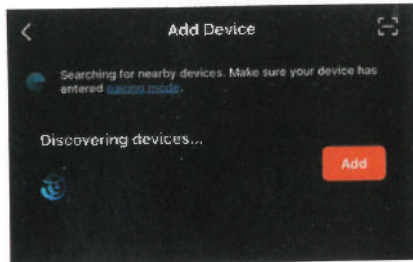 Add Device
Searching for nearby devices. Make sure your device has
entered pairing mode.
Discovering devices...
Add